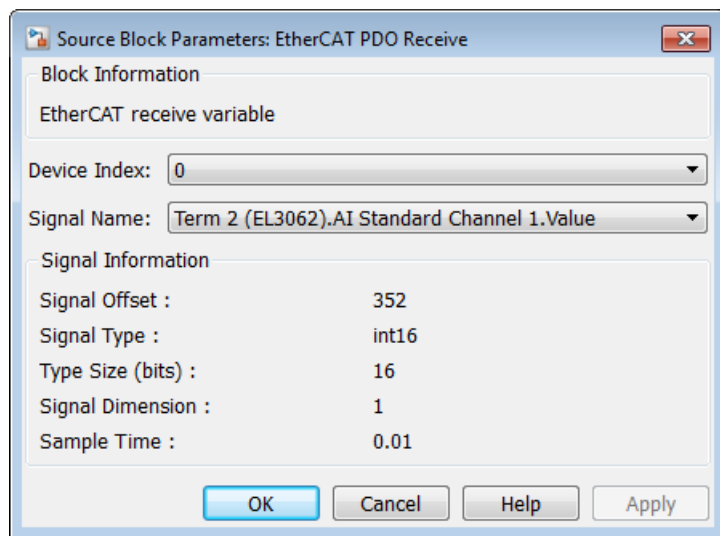 Source Block Parameters: EtherCAT PDO Receive
Block Information
EtherCAT receive variable
Device Index: 0
Signal Name: Term 2 (EL3062).AI Standard Channel 1.Value
Signal Information
Signal Offset : 352
Signal Type : int16
Type Size (bits) : 16
Signal Dimension : 1
Sample Time : 0.01
OK Cancel Help Apply